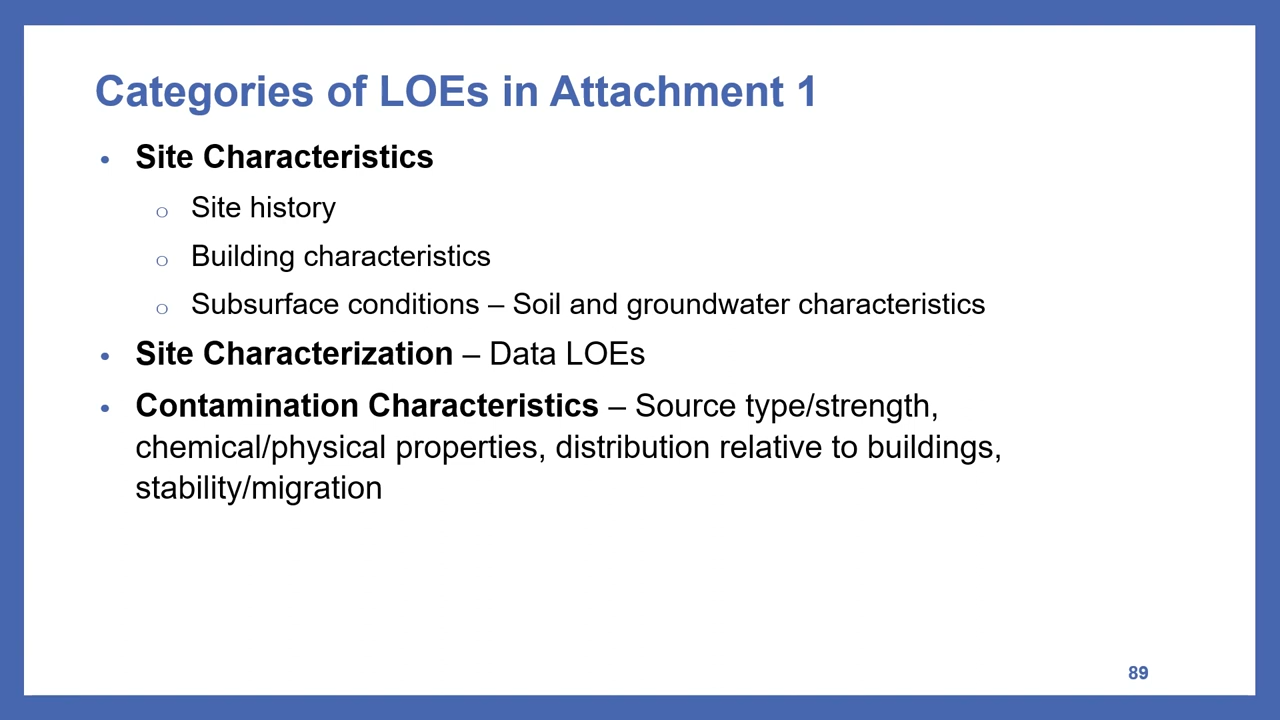 Categories of LOEs in Attachment 1
• Site Characteristics
o Site history
o Building characteristics
o Subsurface conditions – Soil and groundwater characteristics
• Site Characterization – Data LOEs
• Contamination Characteristics – Source type/strength,
chemical/physical properties, distribution relative to buildings,
stability/migration
89